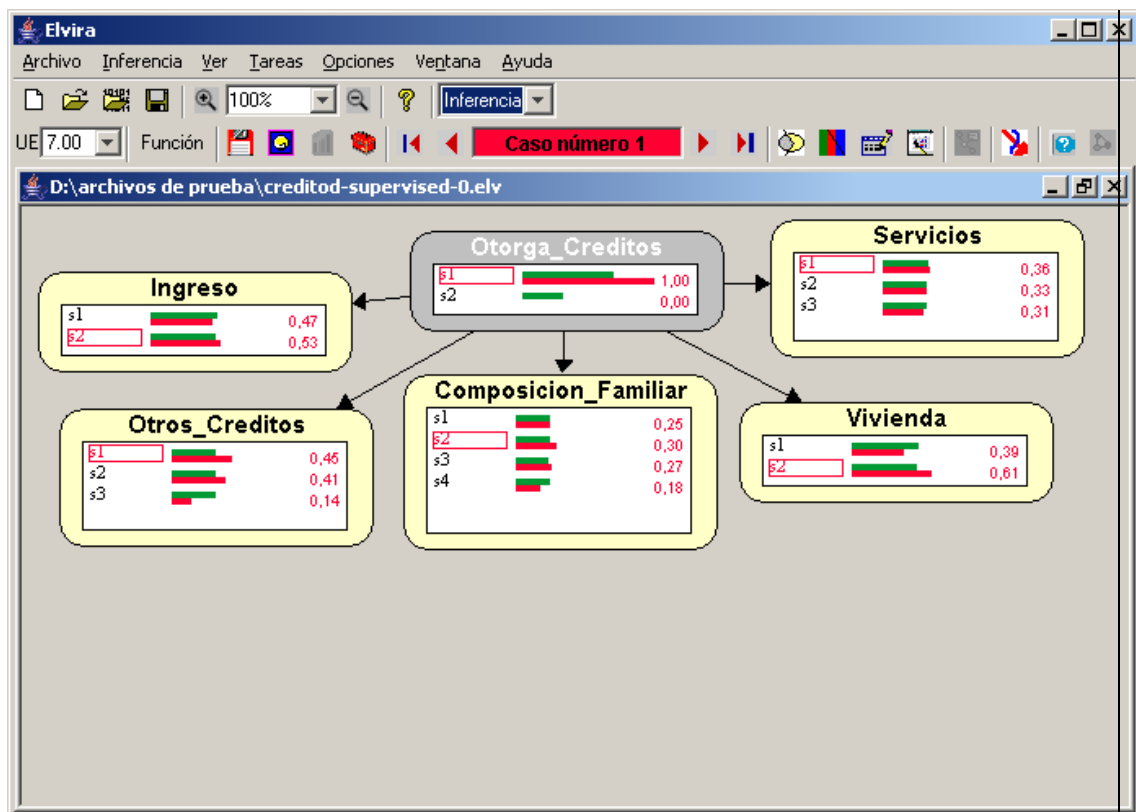 Elvira
Archivo Inferencia Ver Tareas Opciones Ventana Ayuda
100% Inferencia
UE 7.00 Función Caso número 1
D:\archivos de prueba\creditod-supervised-0.elv
Otorga_Creditos
s1 1,00
s2 0,00
Servicios
s1 0,36
s2 0,33
s3 0,31
Ingreso
s1 0,47
s2 0,53
Otros_Creditos
s1 0,45
s2 0,41
s3 0,14
Composicion_Familiar
s1 0,25
s2 0,30
s3 0,27
s4 0,18
Vivienda
s1 0,39
s2 0,61